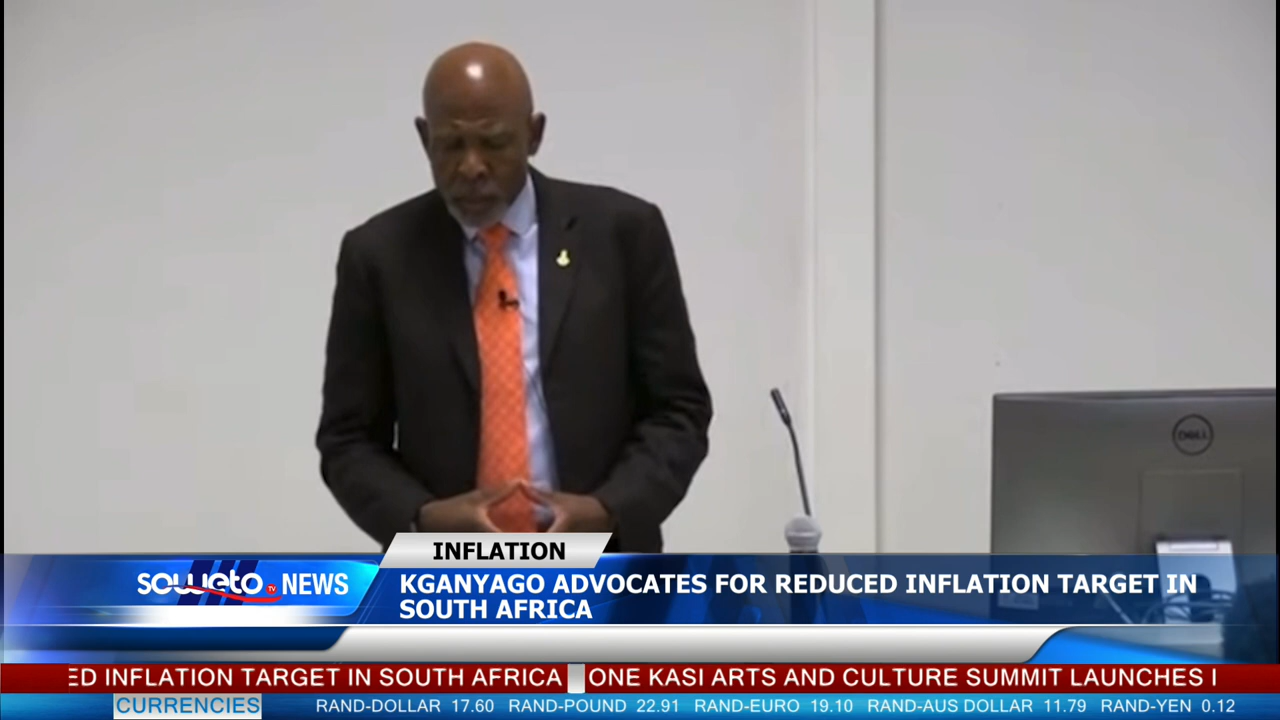 DELL
INFLATION
SOWETO TV NEWS
KGANYAGO ADVOCATES FOR REDUCED INFLATION TARGET IN
SOUTH AFRICA
ED INFLATION TARGET IN SOUTH AFRICA ONE KASI ARTS AND CULTURE SUMMIT LAUNCHES I
CURRENCIES RAND-DOLLAR 17.60 RAND-POUND 22.91 RAND-EURO 19.10 RAND-AUS DOLLAR 11.79 RAND-YEN 0.12